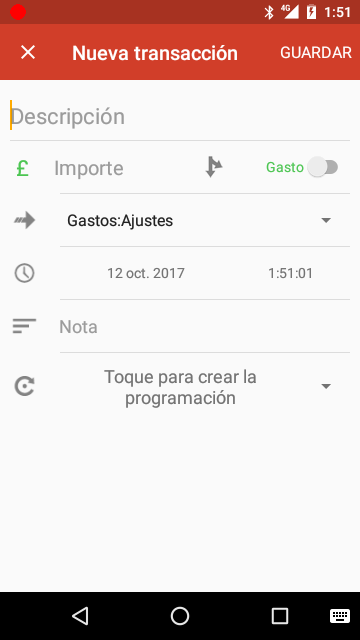 4G 1:51
Nueva transacción GUARDAR
Descripción
£ Importe Gasto
Gastos:Ajustes
12 oct. 2017 1:51:01
Nota
Toque para crear la
programación